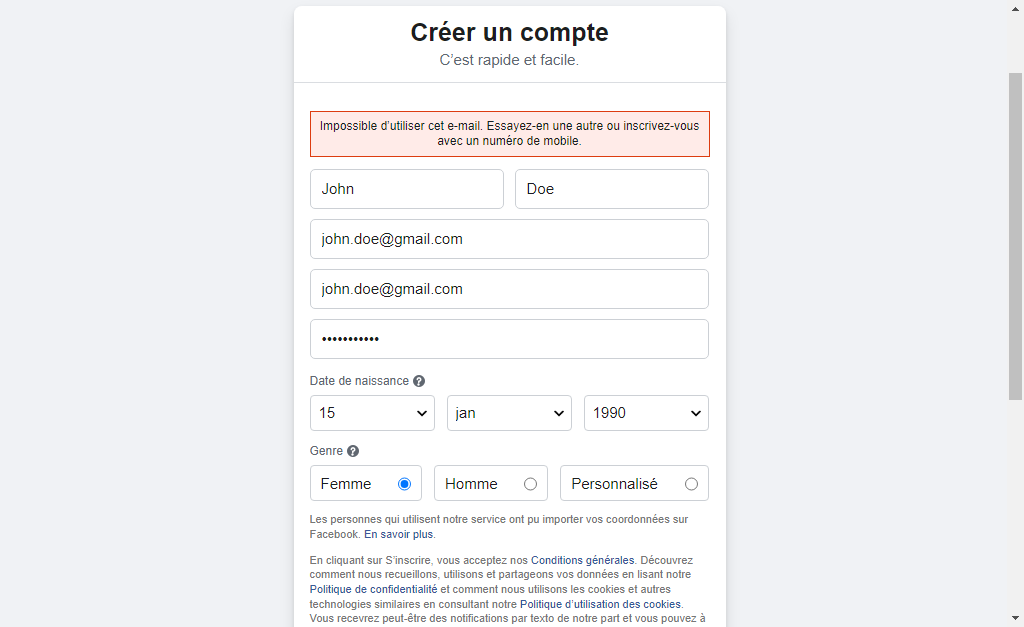 Créer un compte
C’est rapide et facile.
Impossible d’utiliser cet e-mail. Essayez-en une autre ou inscrivez-vous
avec un numéro de mobile.
John Doe
john.doe@gmail.com
john.doe@gmail.com
•••••••••••
Date de naissance ?
15 jan 1990
Genre ?
Femme Homme Personnalisé
Les personnes qui utilisent notre service ont pu importer vos coordonnées sur
Facebook. En savoir plus.
En cliquant sur S’inscrire, vous acceptez nos Conditions générales. Découvrez
comment nous recueillons, utilisons et partageons vos données en lisant notre
Politique de confidentialité et comment nous utilisons les cookies et autres
technologies similaires en consultant notre Politique d’utilisation des cookies.
Vous recevrez peut-être des notifications par texto de notre part et vous pouvez à